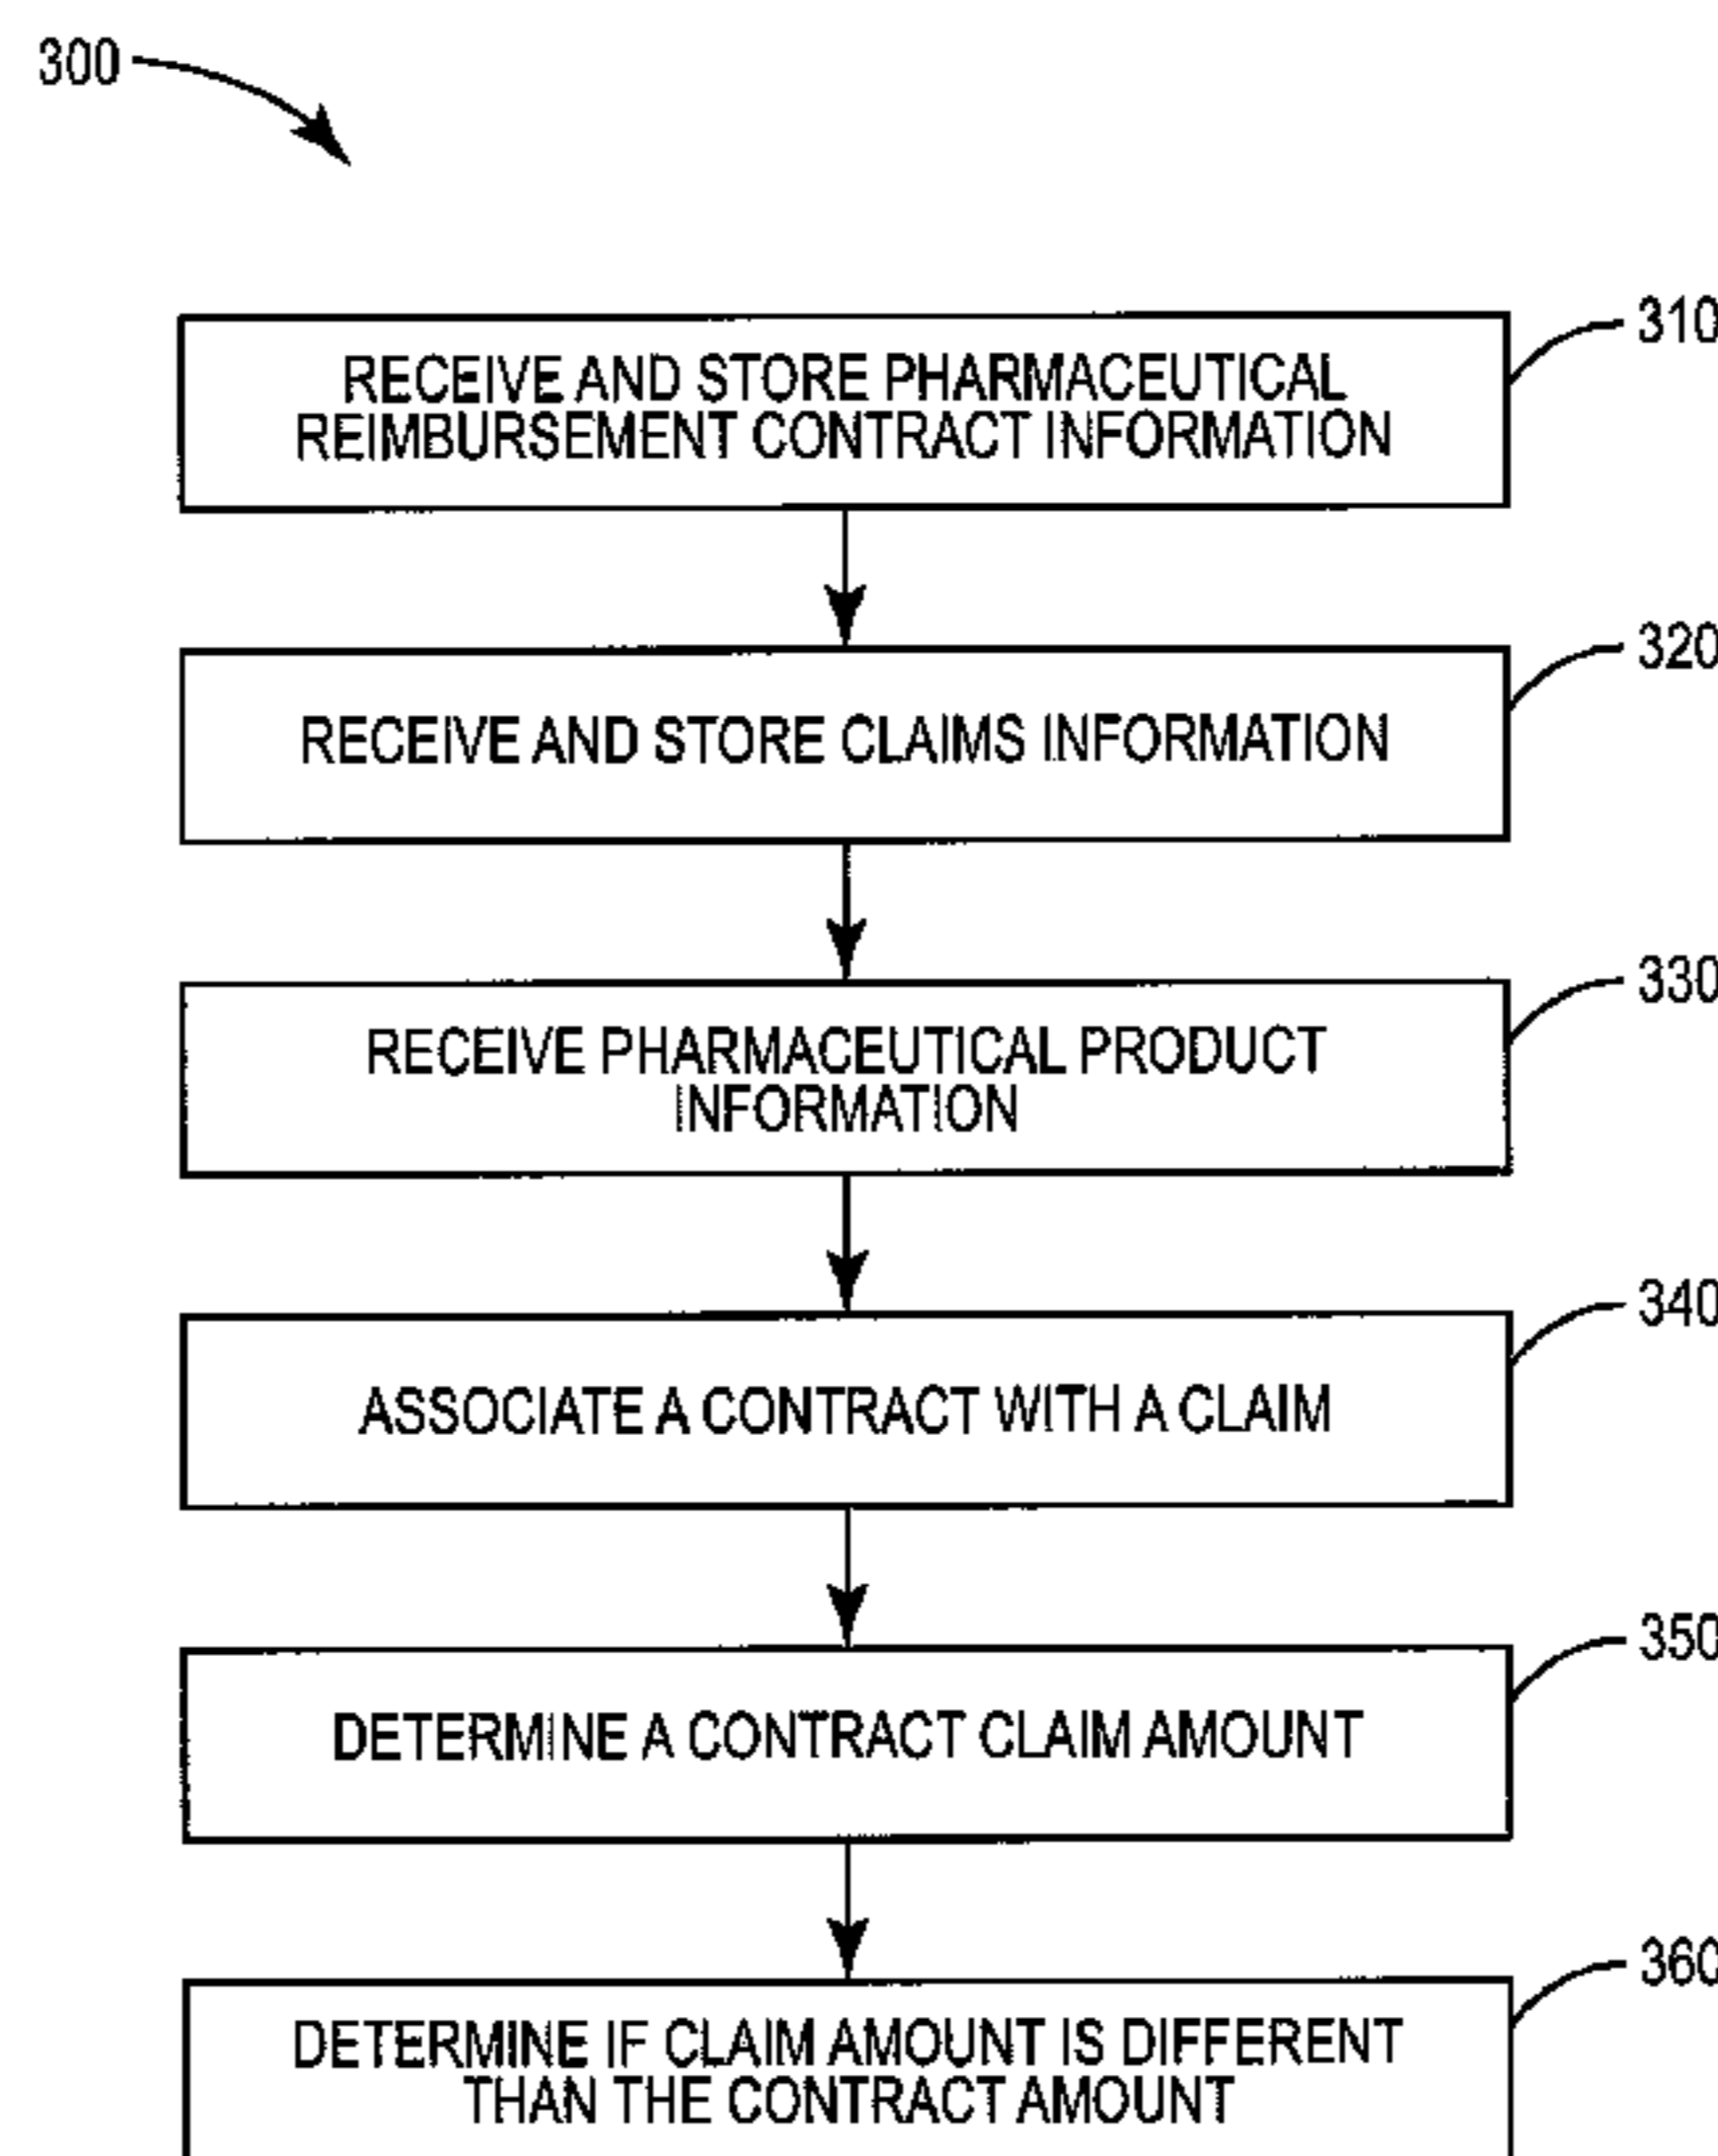 300
310
RECEIVE AND STORE PHARMACEUTICAL
REIMBURSEMENT CONTRACT INFORMATION
320
RECEIVE AND STORE CLAIMS INFORMATION
330
RECEIVE PHARMACEUTICAL PRODUCT
INFORMATION
340
ASSOCIATE A CONTRACT WITH A CLAIM
350
DETERMINE A CONTRACT CLAIM AMOUNT
360
DETERMINE IF CLAIM AMOUNT IS DIFFERENT
THAN THE CONTRACT AMOUNT